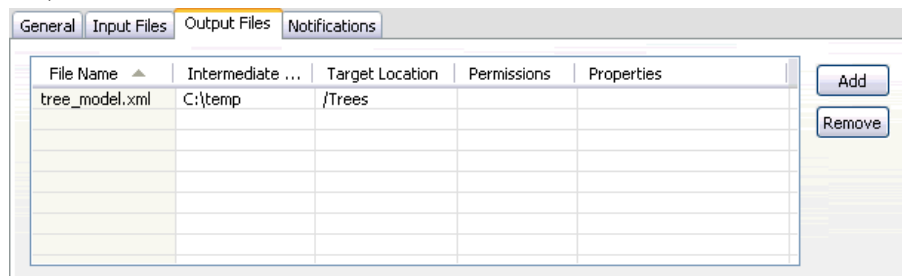 General Input Files Output Files Notifications
File Name Intermediate ... Target Location Permissions Properties
Add
tree_model.xml C:\temp /Trees
Remove